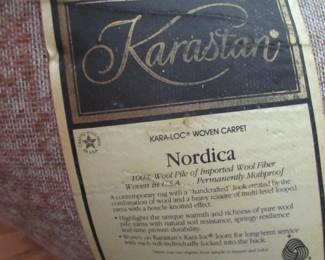 Karastan
KARA-LOC® WOVEN CARPET
Nordica
100% Wool Pile of Imported Wool Fiber
Woven in U.S.A. Permanently Mothproof
A contemporary rug with a "handcrafted" look created by the
combination of wool and a heavy texture of multi-level looped
yarns with a boucle knotted effect.
• Highlights the unique warmth and richness of pure wool
pile yarns with natural soil resistance, springy resilience
and time-proven durability.
• Woven on Karastan's Kara-loc® looms for long-term service
with each tuft individually locked into the back.